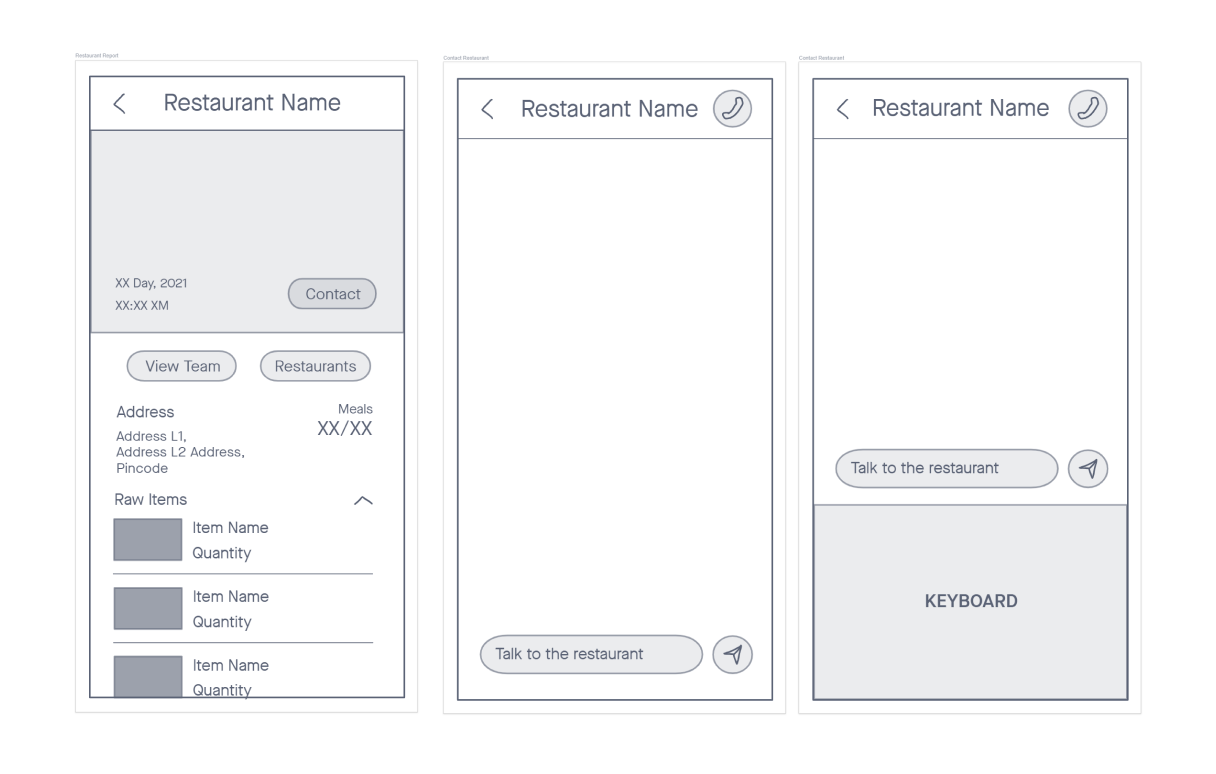 Restaurant Report
Restaurant Name
XX Day, 2021
XX:XX XM
Contact
View Team
Restaurants
Address
Address L1,
Address L2 Address,
Pincode
Meals
XX/XX
Raw Items
Item Name
Quantity
Item Name
Quantity
Item Name
Quantity
Contact Restaurant
Restaurant Name
Talk to the restaurant
Contact Restaurant
Restaurant Name
Talk to the restaurant
KEYBOARD